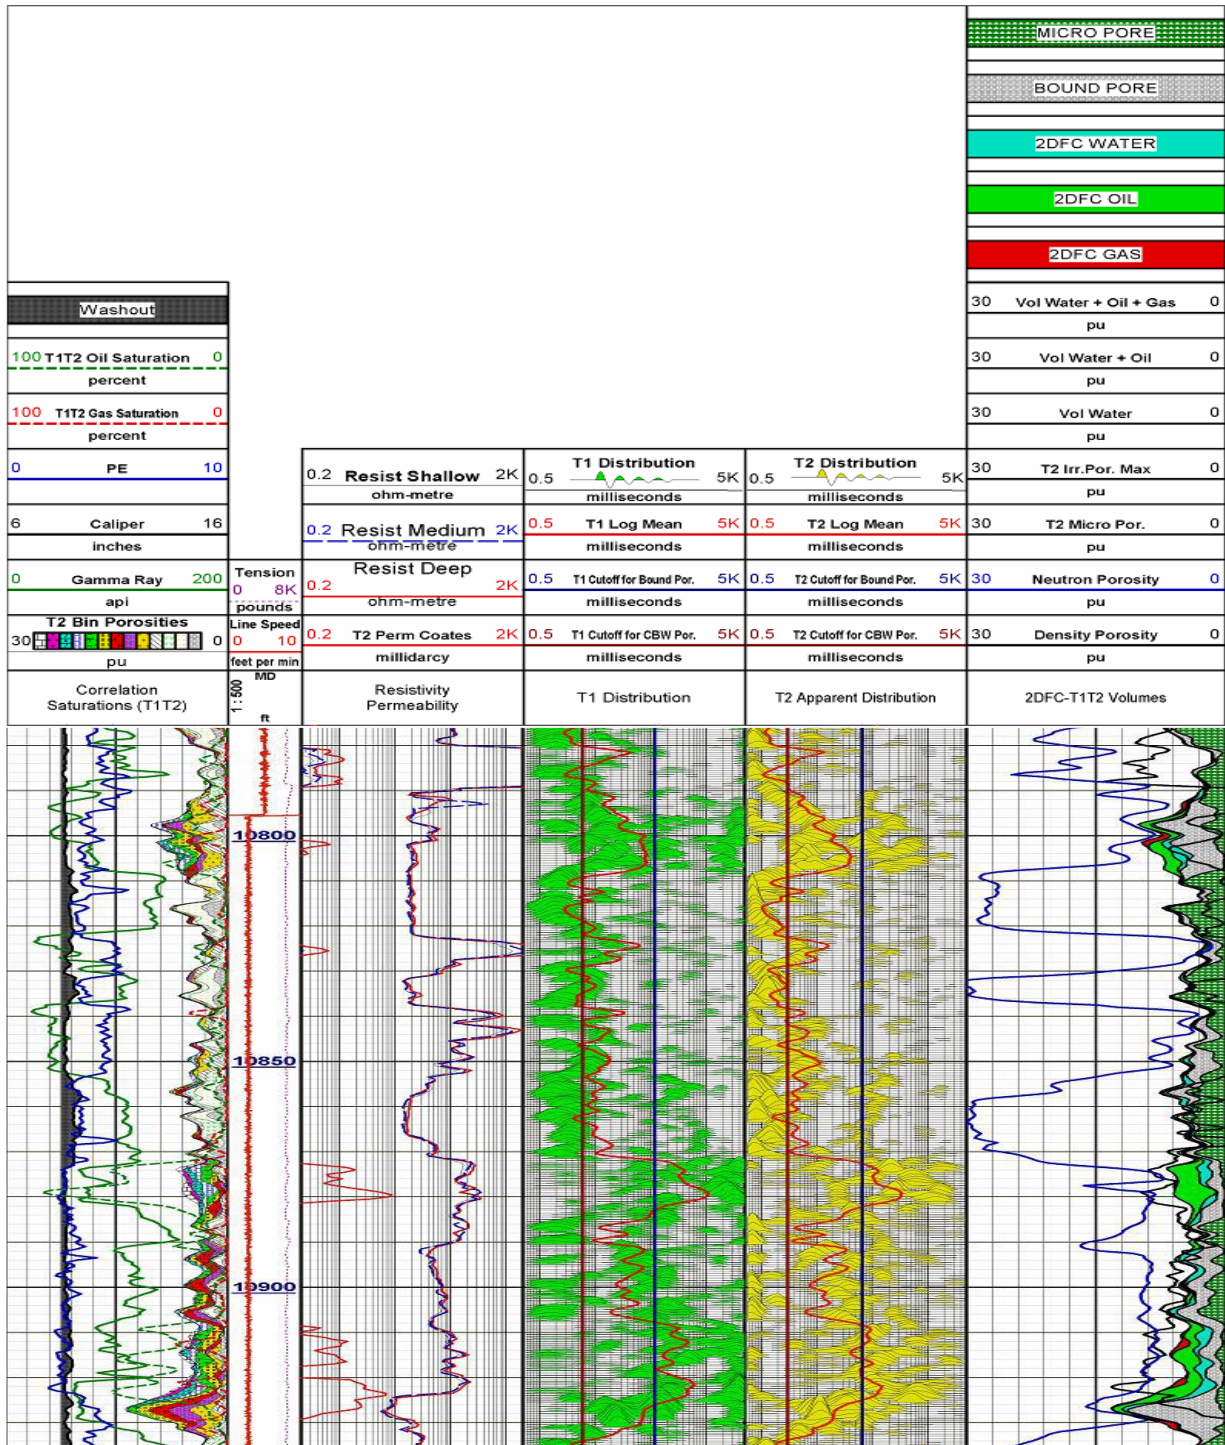 MICRO PORE
BOUND PORE
2DFC WATER
2DFC OIL
2DFC GAS
30 Vol Water + Oil + Gas 0
pu
30 Vol Water + Oil 0
pu
30 Vol Water 0
pu
30 T2 Irr.Por. Max 0
pu
30 T2 Micro Por. 0
pu
30 Neutron Porosity 0
pu
30 Density Porosity 0
pu
2DFC-T1T2 Volumes
Washout
100 T1T2 Oil Saturation 0
percent
100 T1T2 Gas Saturation 0
percent
0 PE 10
6 Caliper 16
inches
0 Gamma Ray 200
api
T2 Bin Porosities
30 0
pu
Correlation
Saturations (T1T2)
Tension
0 8K
pounds
Line Speed
0 10
feet per min
MD
1:500
ft
0.2 Resist Shallow 2K
ohm-metre
0.2 Resist Medium 2K
ohm-metre
Resist Deep
0.2 2K
ohm-metre
0.2 T2 Perm Coates 2K
millidarcy
Resistivity
Permeability
T1 Distribution
0.5 5K
milliseconds
0.5 T1 Log Mean 5K
milliseconds
0.5 T1 Cutoff for Bound Por. 5K
milliseconds
0.5 T1 Cutoff for CBW Por. 5K
milliseconds
T1 Distribution
T2 Distribution
0.5 5K
milliseconds
0.5 T2 Log Mean 5K
milliseconds
0.5 T2 Cutoff for Bound Por. 5K
milliseconds
0.5 T2 Cutoff for CBW Por. 5K
milliseconds
T2 Apparent Distribution
10800
10850
10900